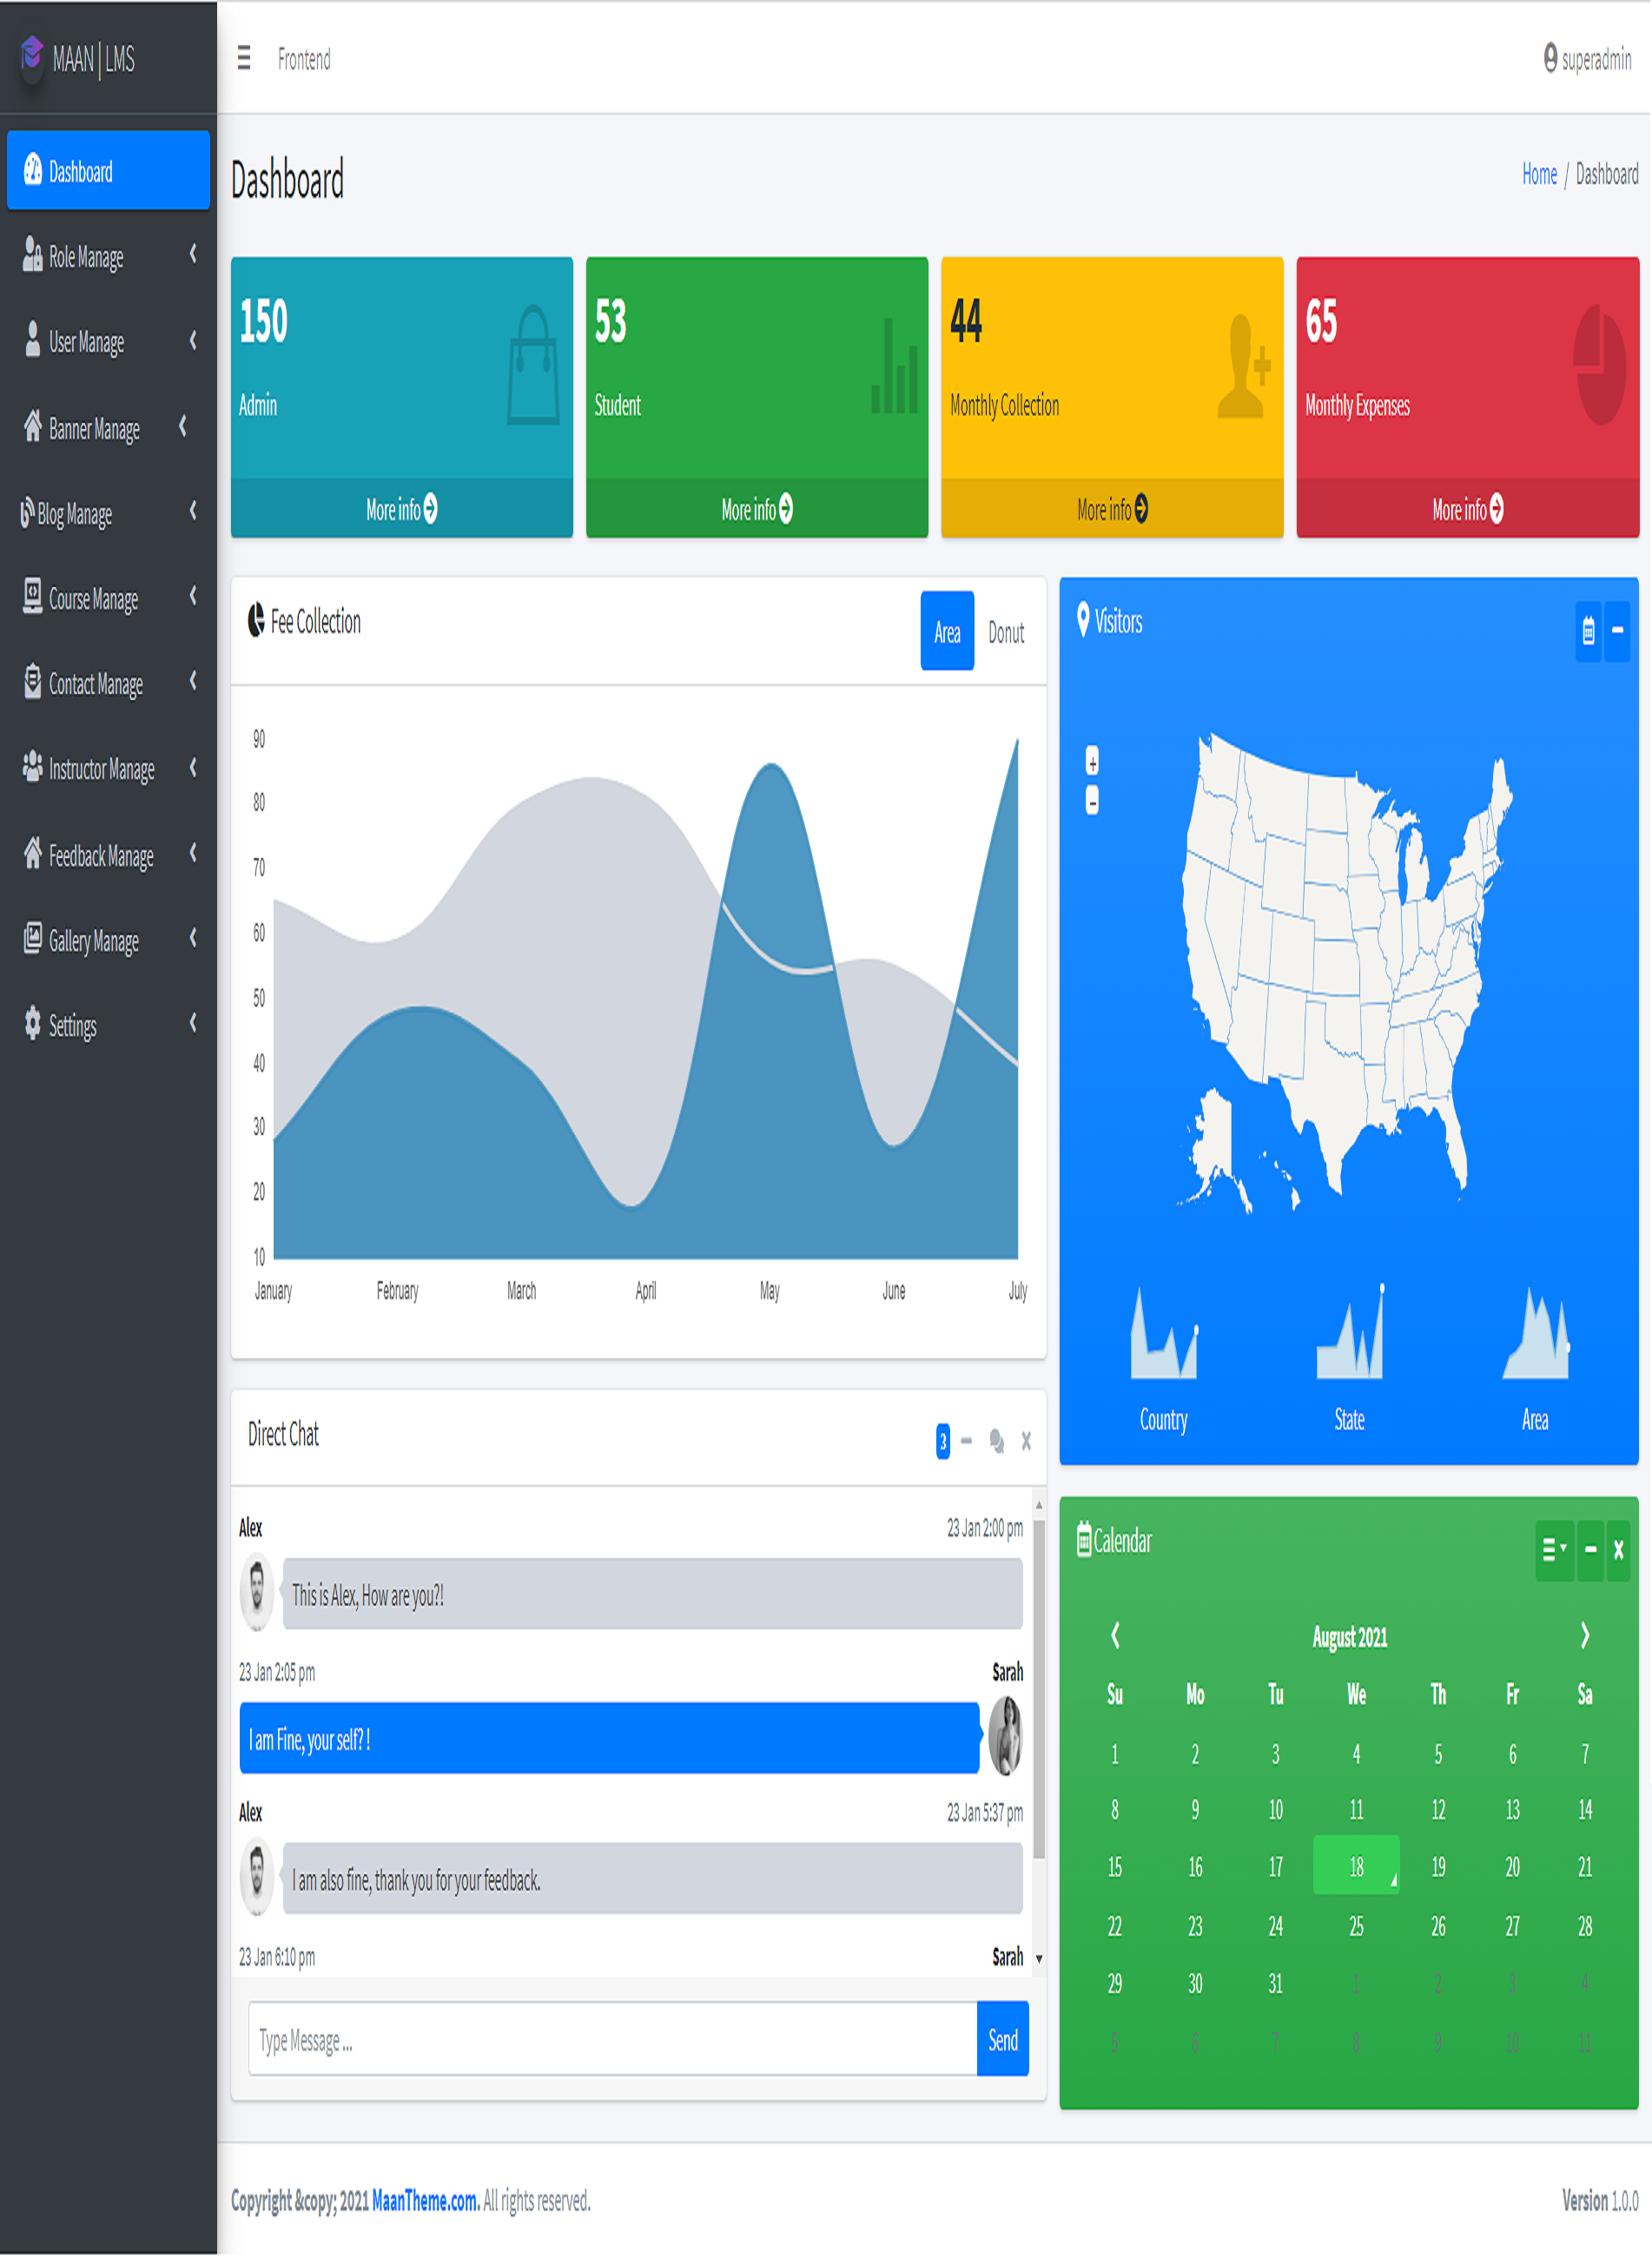 MAAN | LMS
Frontend
superadmin
Dashboard
Role Manage
User Manage
Banner Manage
Blog Manage
Course Manage
Contact Manage
Instructor Manage
Feedback Manage
Gallery Manage
Settings
Dashboard
Home / Dashboard
150
Admin
More info
53
Student
More info
44
Monthly Collection
More info
65
Monthly Expenses
More info
Fee Collection
Area Donut
90
80
70
60
50
40
30
20
10
January February March April May June July
Visitors
+
-
Country State Area
Direct Chat
3
Alex 23 Jan 2:00 pm
This is Alex, How are you?!
23 Jan 2:05 pm Sarah
I am Fine, your self? !
Alex 23 Jan 5:37 pm
I am also fine, thank you for your feedback.
23 Jan 6:10 pm Sarah
Type Message ...
Send
Calendar
August 2021
Su Mo Tu We Th Fr Sa
1 2 3 4 5 6 7
8 9 10 11 12 13 14
15 16 17 18 19 20 21
22 23 24 25 26 27 28
29 30 31 1 2 3 4
5 6 7 8 9 10 11
Copyright &copy; 2021 MaanTheme.com. All rights reserved.
Version 1.0.0